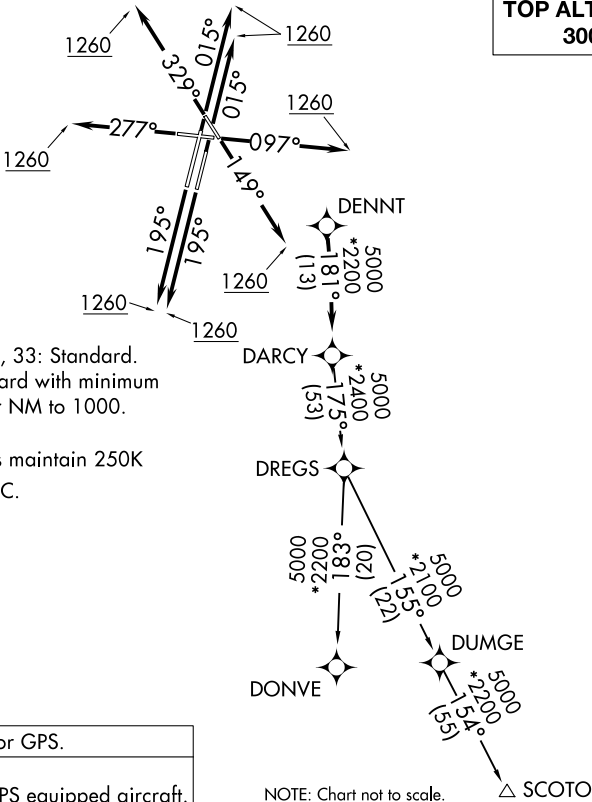 TOP ALT
300
1260
015°
1260
329°
015°
1260
277°
097°
1260
149°
DENNT
5000
*2200
181°
(13)
195°
195°
1260
1260
1260
, 33: Standard.
DARCY
ard with minimum
NM to 1000.
5000
*2400
175°
(53)
s maintain 250K
DREGS
C.
5000
*2200
183°
(20)
5000
*2100
155°
(22)
DUMGE
DONVE
5000
*2200
154°
(55)
or GPS.
PS equipped aircraft.
NOTE: Chart not to scale.
SCOTO